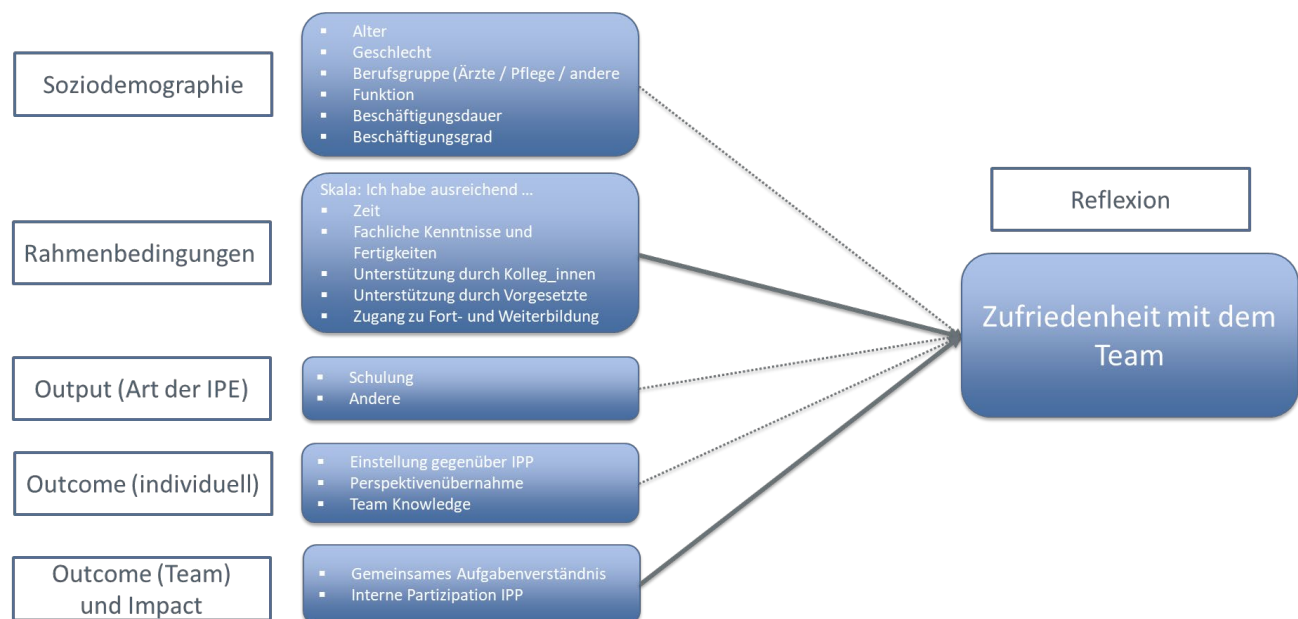 Soziodemographie
▪ Alter
▪ Geschlecht
▪ Berufsgruppe (Ärzte / Pflege / andere
▪ Funktion
▪ Beschäftigungsdauer
▪ Beschäftigungsgrad
Rahmenbedingungen
Skala: Ich habe ausreichend ...
▪ Zeit
▪ Fachliche Kenntnisse und
Fertigkeiten
▪ Unterstützung durch Kolleg_innen
▪ Unterstützung durch Vorgesetzte
▪ Zugang zu Fort- und Weiterbildung
Output (Art der IPE)
▪ Schulung
▪ Andere
Outcome (individuell)
▪ Einstellung gegenüber IPP
▪ Perspektivenübernahme
▪ Team Knowledge
Outcome (Team)
und Impact
▪ Gemeinsames Aufgabenverständnis
▪ Interne Partizipation IPP
Reflexion
Zufriedenheit mit dem
Team